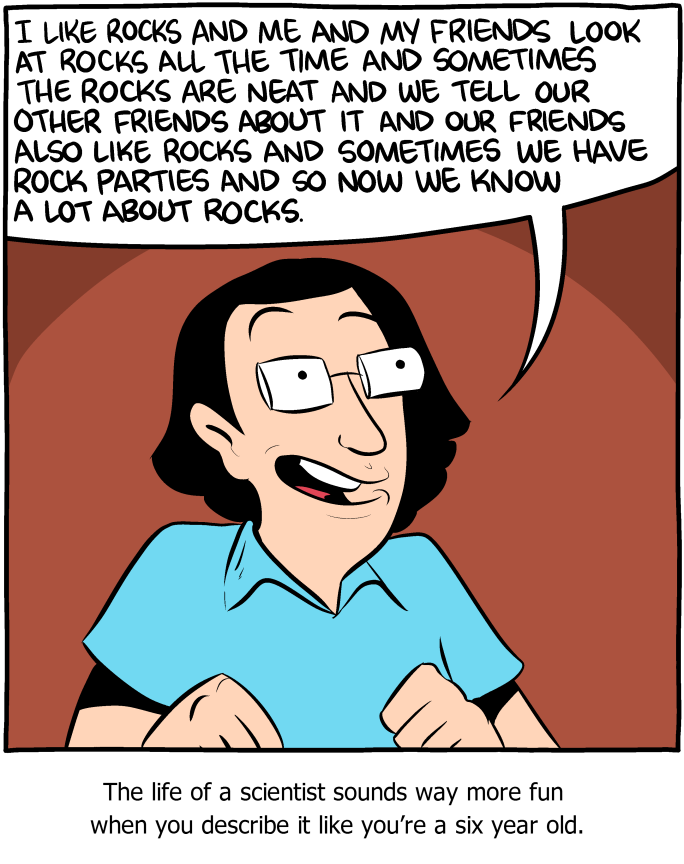 I LIKE ROCKS AND ME AND MY FRIENDS LOOK
AT ROCKS ALL THE TIME AND SOMETIMES
THE ROCKS ARE NEAT AND WE TELL OUR
OTHER FRIENDS ABOUT IT AND OUR FRIENDS
ALSO LIKE ROCKS AND SOMETIMES WE HAVE
ROCK PARTIES AND SO NOW WE KNOW
A LOT ABOUT ROCKS.
The life of a scientist sounds way more fun
when you describe it like you're a six year old.